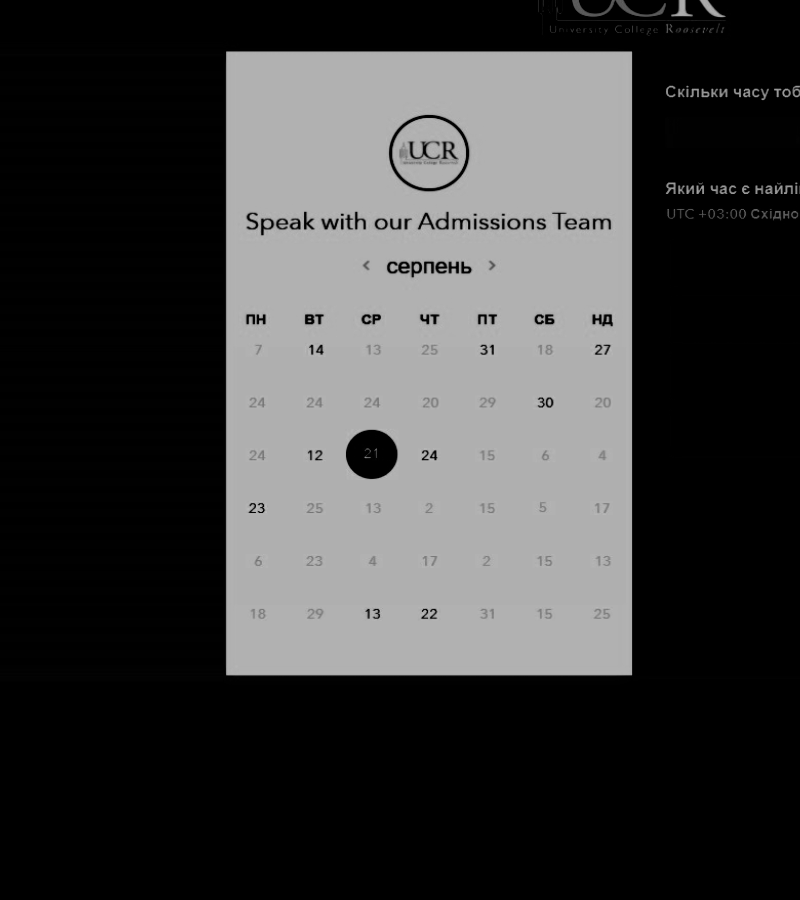 UCR
University College Roosevelt
Скільки часу тоб
UCR
Який час є найлі
UTC +03:00 Східно
Speak with our Admissions Team
< серпень >
ПН ВТ СР ЧТ ПТ СБ НД
7 14 13 25 31 18 27
24 24 24 20 29 30 20
24 12 21 24 15 6 4
23 25 13 2 15 5 17
6 23 4 17 2 15 13
18 29 13 22 31 15 25